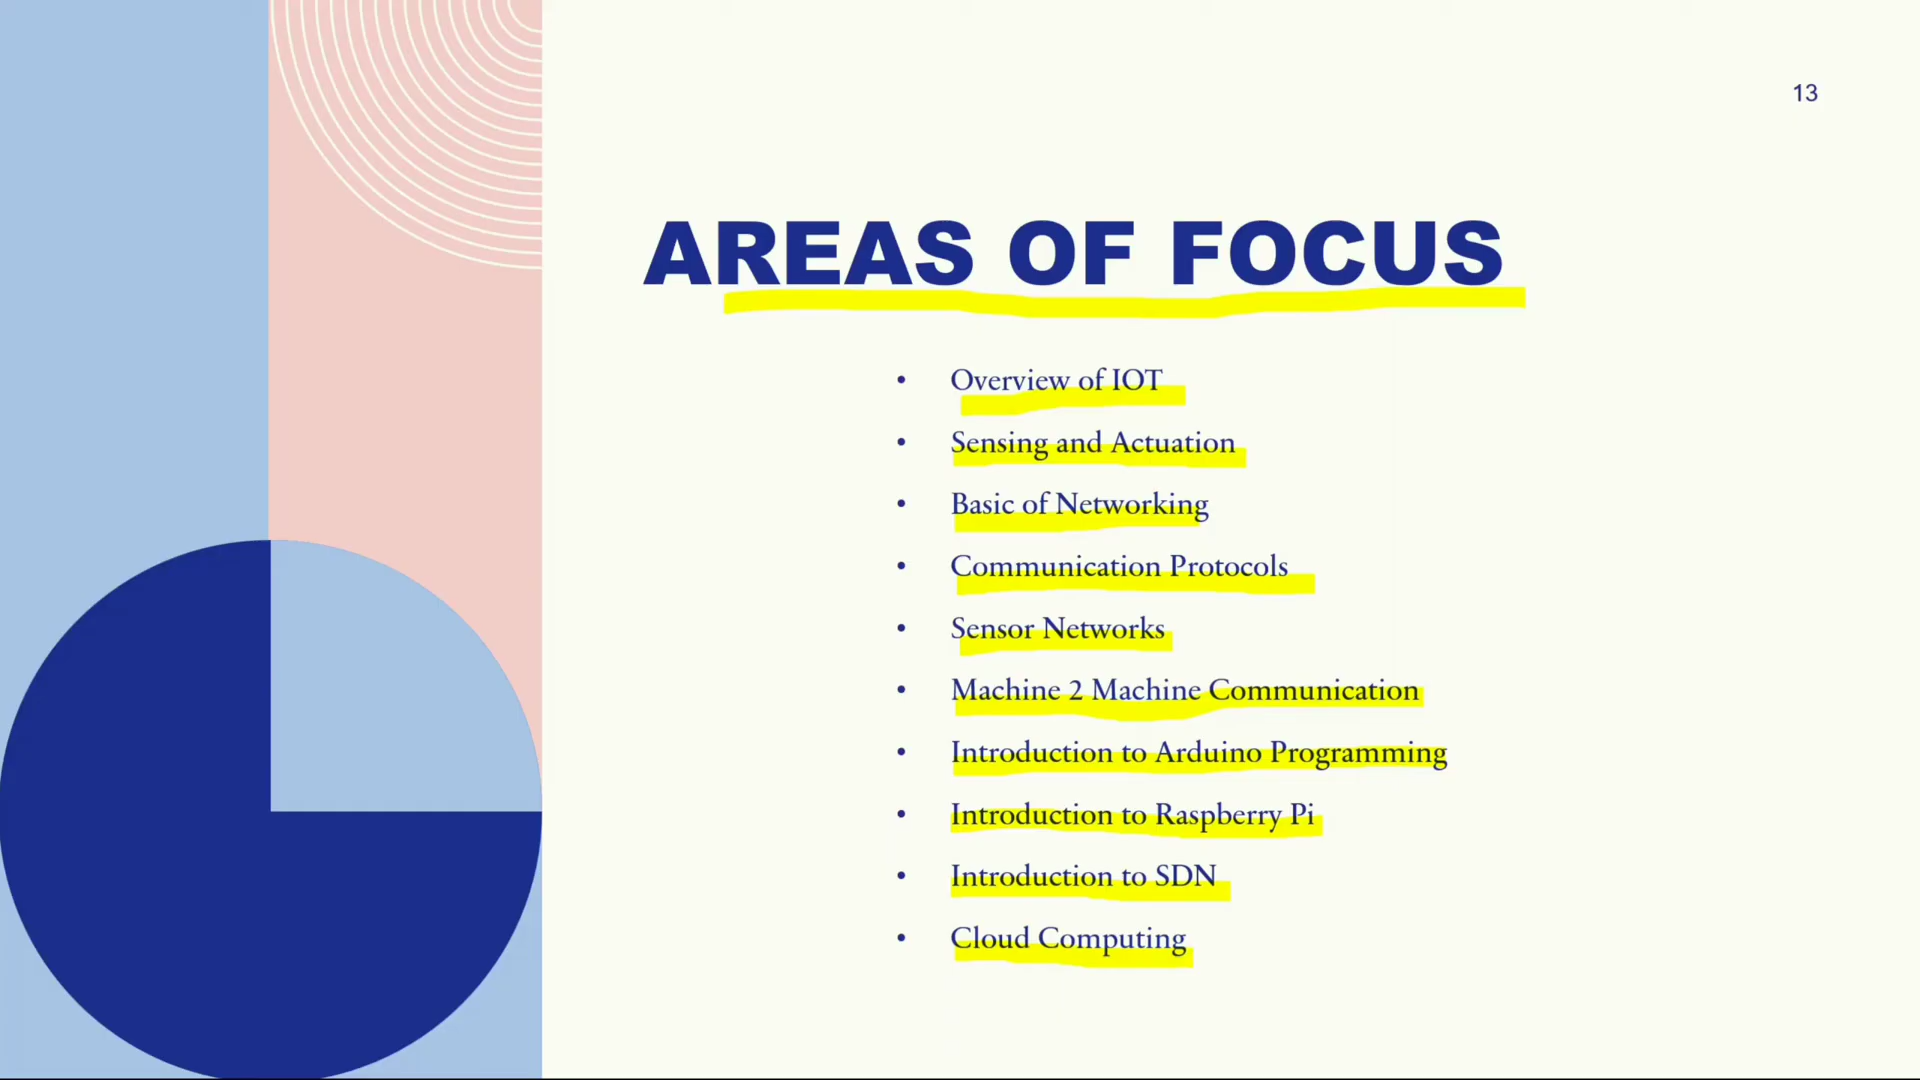 13
AREAS OF FOCUS
• Overview of IOT
• Sensing and Actuation
• Basic of Networking
• Communication Protocols
• Sensor Networks
• Machine 2 Machine Communication
• Introduction to Arduino Programming
• Introduction to Raspberry Pi
• Introduction to SDN
• Cloud Computing